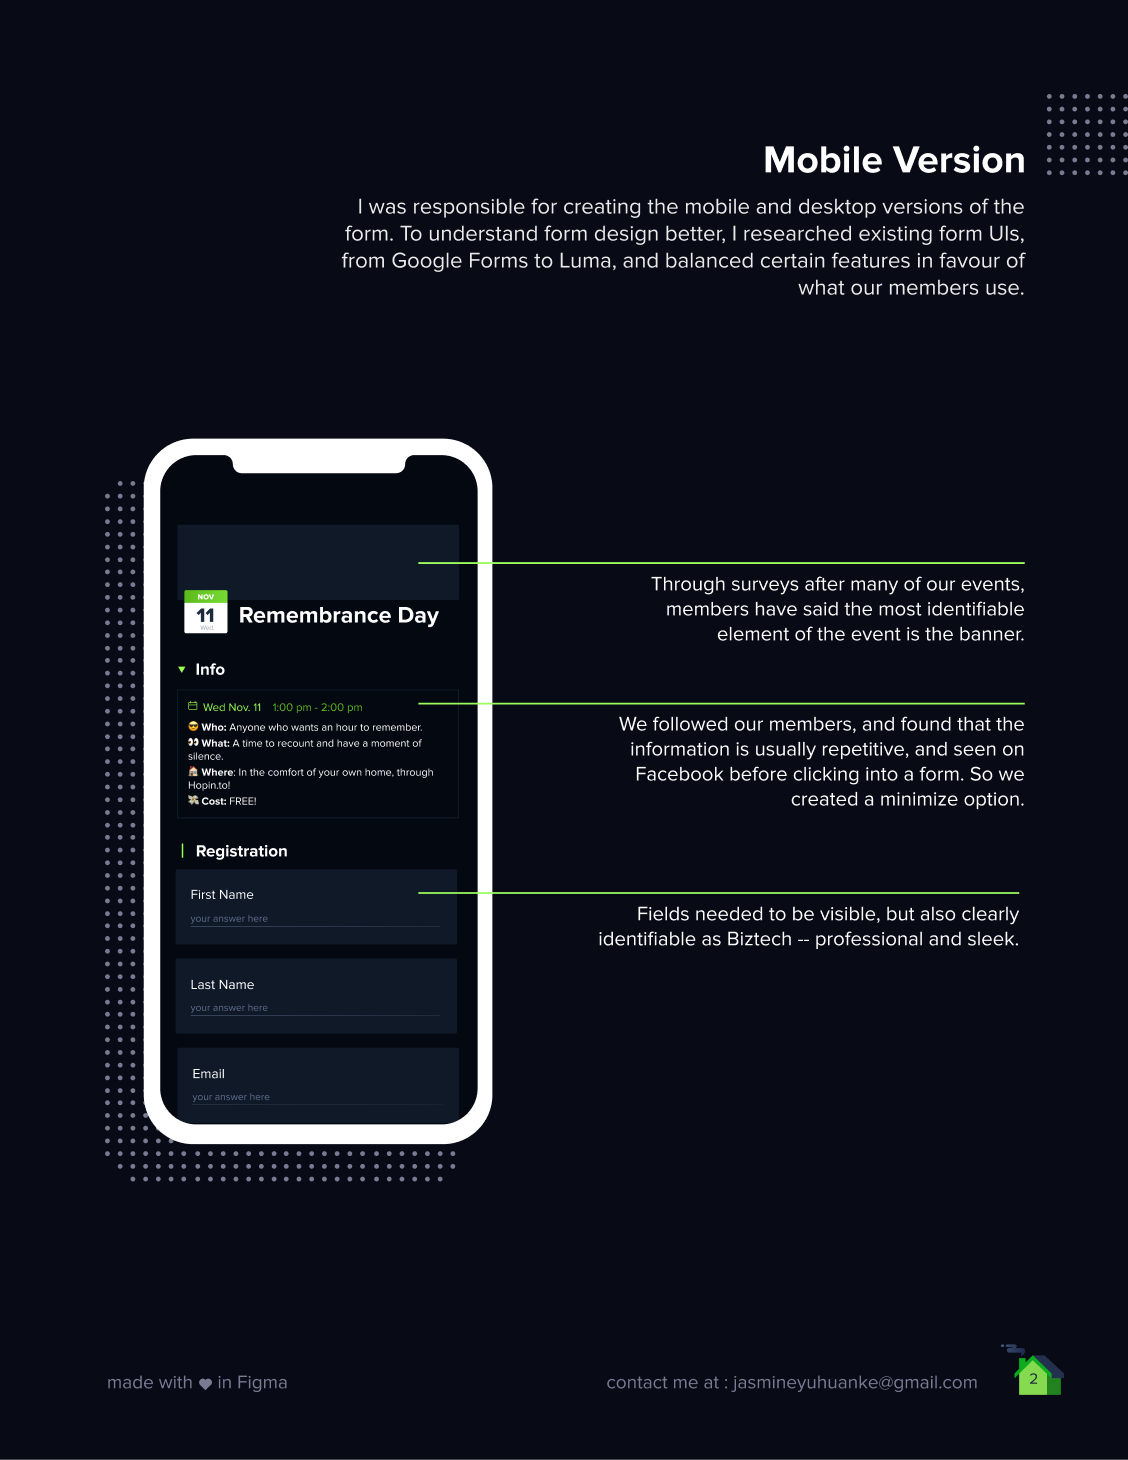 Mobile Version
I was responsible for creating the mobile and desktop versions of the
form. To understand form design better, I researched existing form UIs,
from Google Forms to Luma, and balanced certain features in favour of
what our members use.
NOV
11
Wed
Remembrance Day
Info
Wed Nov. 11 1:00 pm - 2:00 pm
😎 Who: Anyone who wants an hour to remember.
👀 What: A time to recount and have a moment of
silence.
🏠 Where: In the comfort of your own home, through
Hopin.to!
💸 Cost: FREE!
Registration
First Name
your answer here
Last Name
your answer here
Email
your answer here
Through surveys after many of our events,
members have said the most identifiable
element of the event is the banner.
We followed our members, and found that the
information is usually repetitive, and seen on
Facebook before clicking into a form. So we
created a minimize option.
Fields needed to be visible, but also clearly
identifiable as Biztech -- professional and sleek.
made with ♥ in Figma
contact me at : jasmineyuhuanke@gmail.com
2